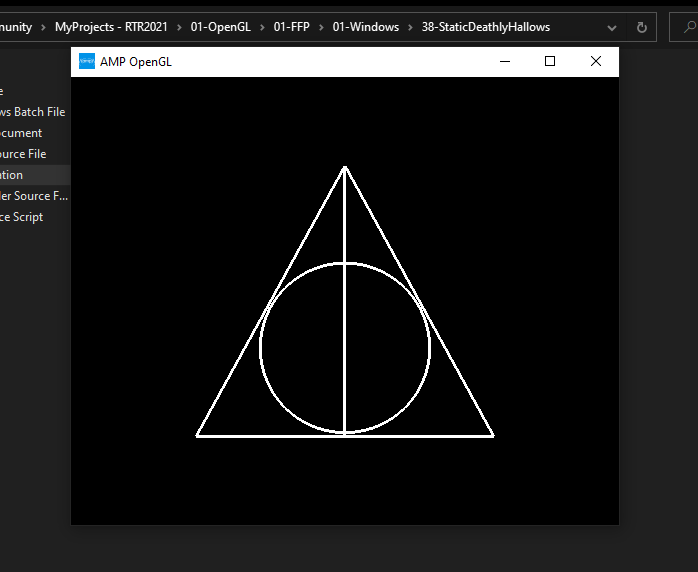 munity > MyProjects - RTR2021 > 01-OpenGL > 01-FFP > 01-Windows > 38-StaticDeathlyHallows
AMP OpenGL
e
ws Batch File
ocument
ource File
ation
ler Source F...
ce Script